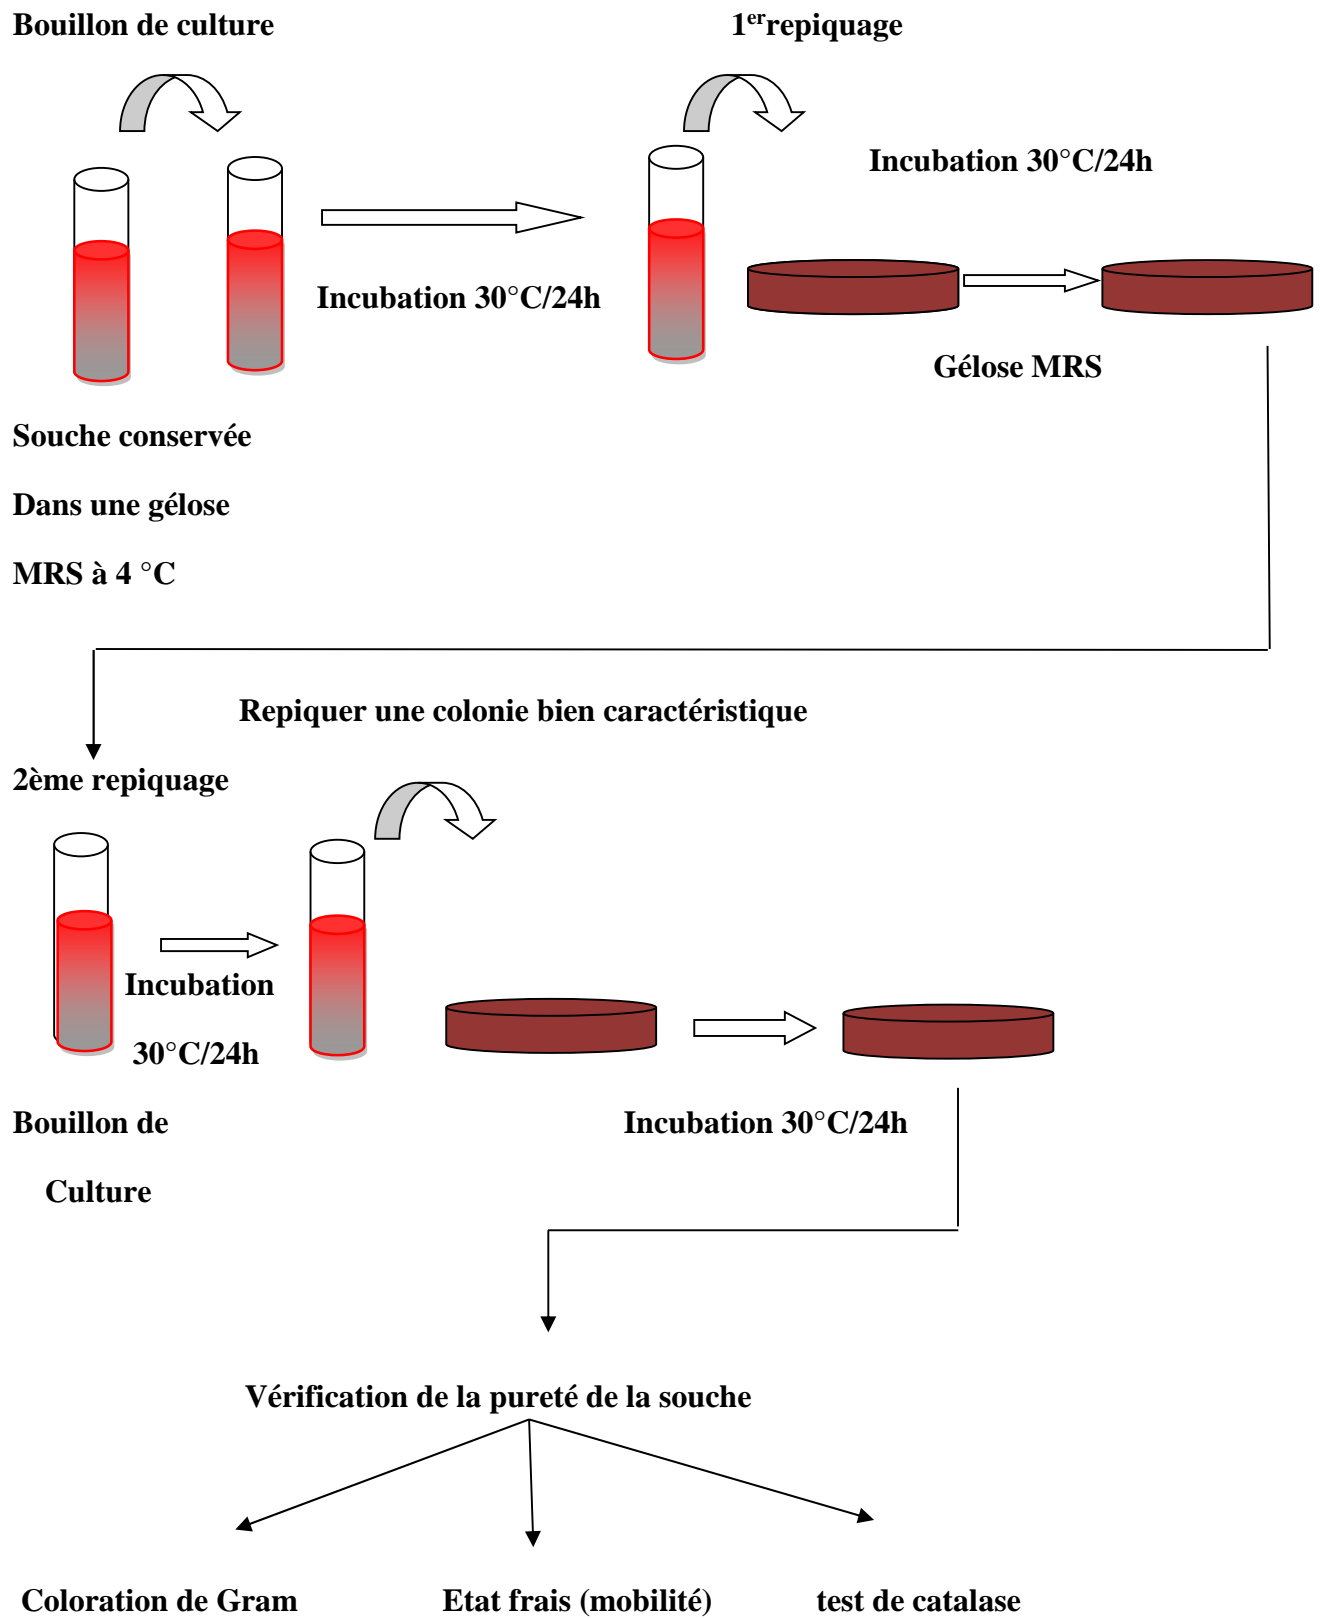 Bouillon de culture
1er repiquage
Incubation 30°C/24h
Incubation 30°C/24h
Gélose MRS
Souche conservée
Dans une gélose
MRS à 4 °C
Repiquer une colonie bien caractéristique
2ème repiquage
Incubation
30°C/24h
Bouillon de
Culture
Incubation 30°C/24h
Vérification de la pureté de la souche
Coloration de Gram
Etat frais (mobilité)
test de catalase